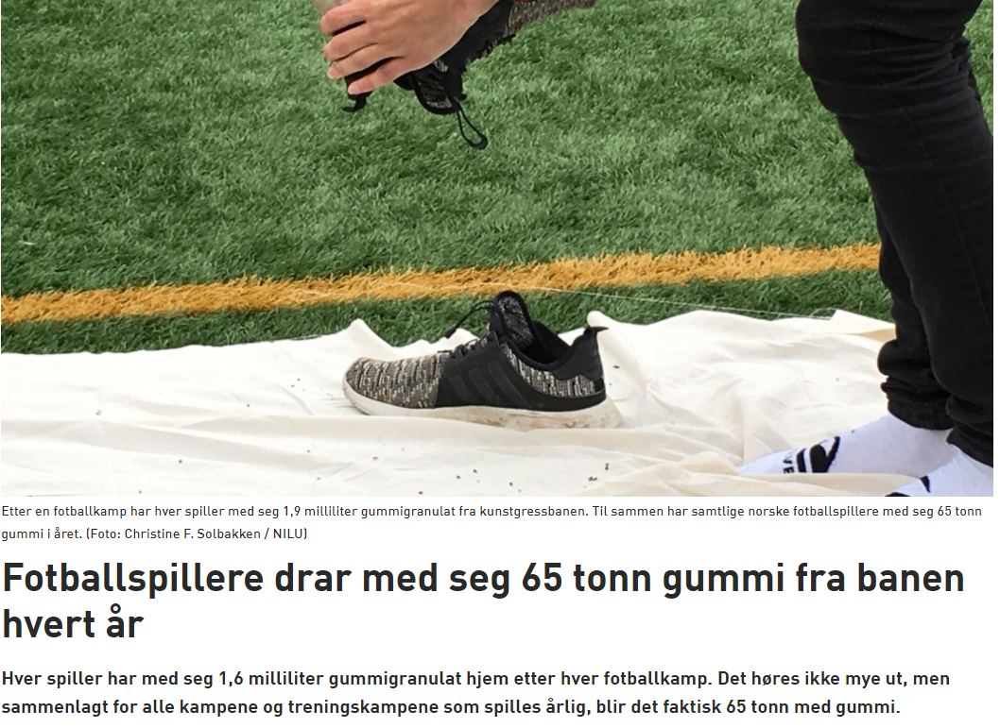 Etter en fotballkamp har hver spiller med seg 1,9 milliliter gummigranulat fra kunstgressbanen. Til sammen har samtlige norske fotballspillere med seg 65 tonn
gummi i året. (Foto: Christine F. Solbakken / NILU)
Fotballspillere drar med seg 65 tonn gummi fra banen
hvert år
Hver spiller har med seg 1,6 milliliter gummigranulat hjem etter hver fotballkamp. Det høres ikke mye ut, men
sammenlagt for alle kampene og treningskampene som spilles årlig, blir det faktisk 65 tonn med gummi.